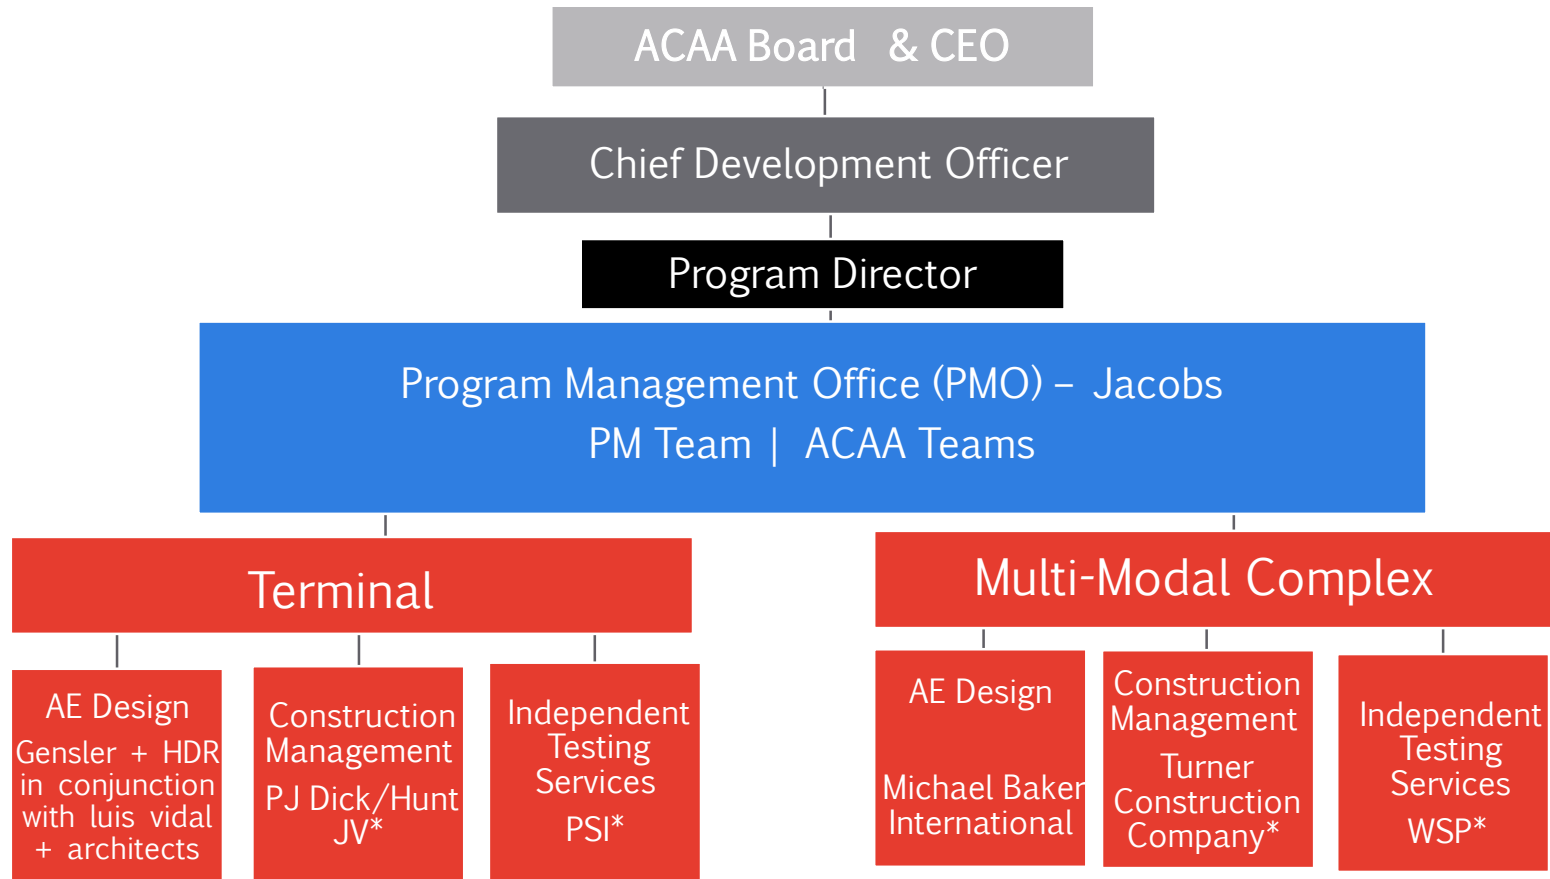 ACAA Board & CEO
Chief Development Officer
Program Director
Program Management Office (PMO) – Jacobs
PM Team | ACAA Teams
Terminal
AE Design
Gensler + HDR
in conjunction
with luis vidal
+ architects
Construction
Management
PJ Dick/Hunt
JV*
Independent
Testing
Services
PSI*
Multi-Modal Complex
AE Design
Michael Baker
International
Construction
Management
Turner
Construction
Company*
Independent
Testing
Services
WSP*